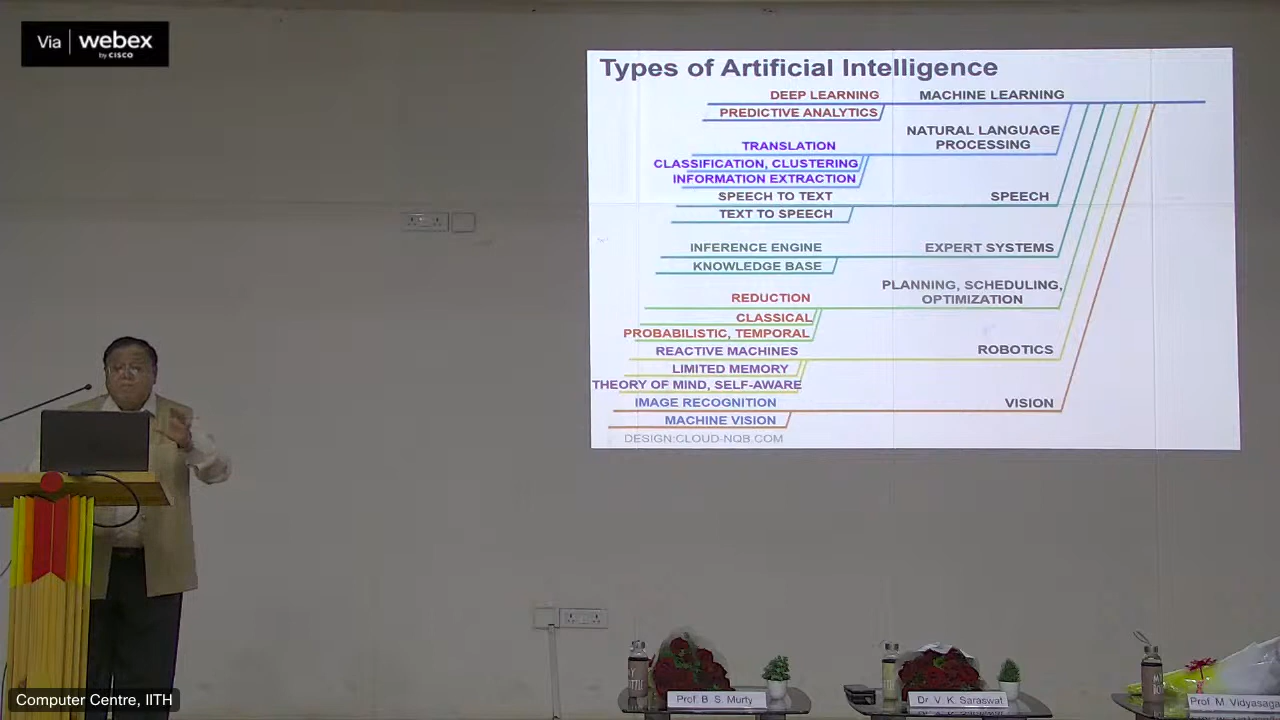 Via webex
by CISCO
Types of Artificial Intelligence
DEEP LEARNING
MACHINE LEARNING
PREDICTIVE ANALYTICS
NATURAL LANGUAGE
PROCESSING
TRANSLATION
CLASSIFICATION, CLUSTERING
INFORMATION EXTRACTION
SPEECH TO TEXT
SPEECH
TEXT TO SPEECH
INFERENCE ENGINE
EXPERT SYSTEMS
KNOWLEDGE BASE
PLANNING, SCHEDULING,
OPTIMIZATION
REDUCTION
CLASSICAL
PROBABILISTIC, TEMPORAL
REACTIVE MACHINES
ROBOTICS
LIMITED MEMORY
THEORY OF MIND, SELF-AWARE
IMAGE RECOGNITION
VISION
MACHINE VISION
DESIGN:CLOUD-NQB.COM
Prof. B. S. Murty
Dr. V. K. Saraswat
Prof. M. Vidyasaga
Computer Centre, IITH